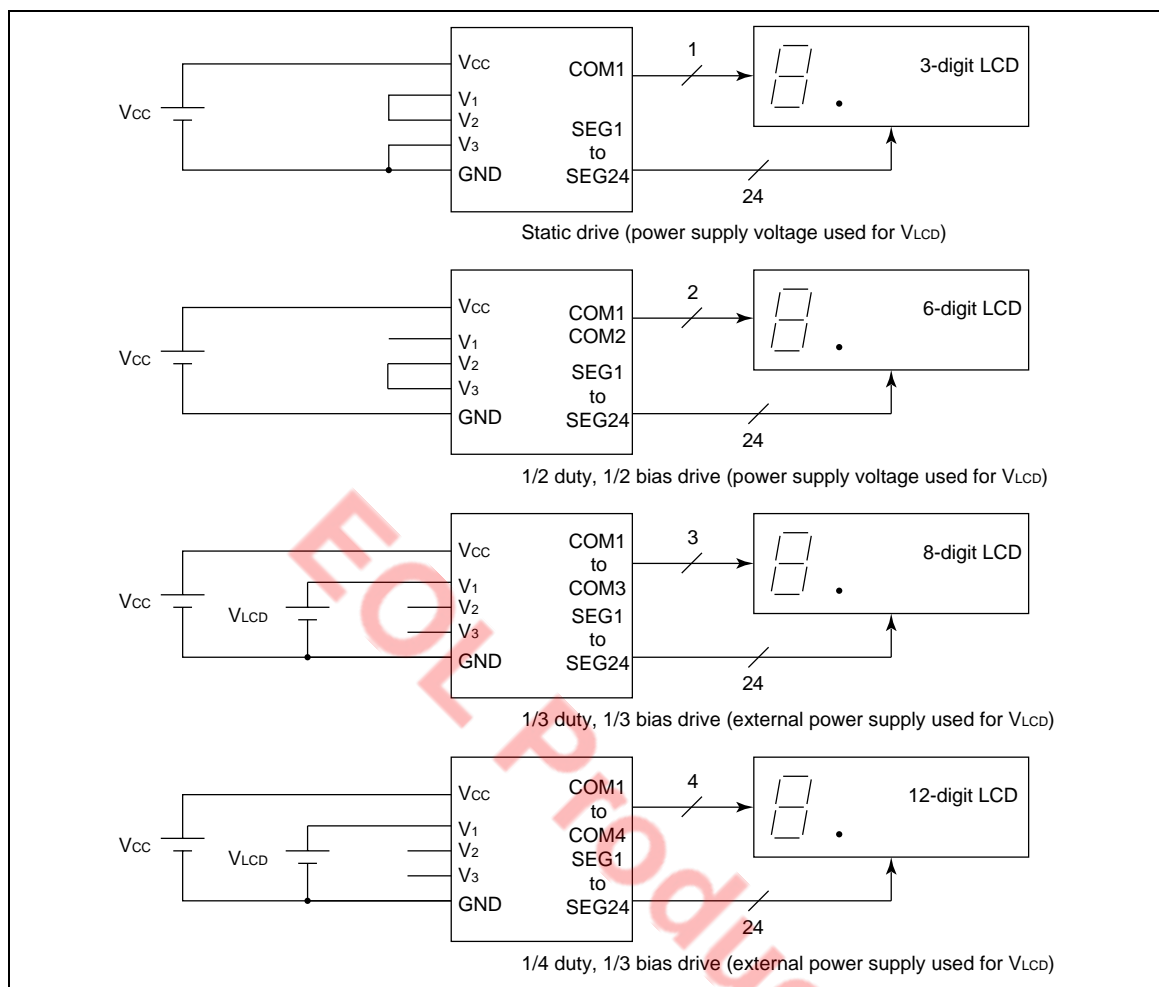 VCC
COM1
1
3-digit LCD
V1
V2
VCC
V3
SEG1
to
SEG24
GND
24
Static drive (power supply voltage used for VLCD)
VCC
COM1
COM2
2
6-digit LCD
V1
V2
VCC
V3
SEG1
to
SEG24
GND
24
1/2 duty, 1/2 bias drive (power supply voltage used for VLCD)
VCC
COM1
to
COM3
3
8-digit LCD
V1
V2
VCC
VLCD
V3
SEG1
to
SEG24
GND
24
1/3 duty, 1/3 bias drive (external power supply used for VLCD)
VCC
COM1
to
COM4
4
12-digit LCD
V1
V2
VCC
VLCD
V3
SEG1
to
SEG24
GND
24
1/4 duty, 1/3 bias drive (external power supply used for VLCD)
EOL